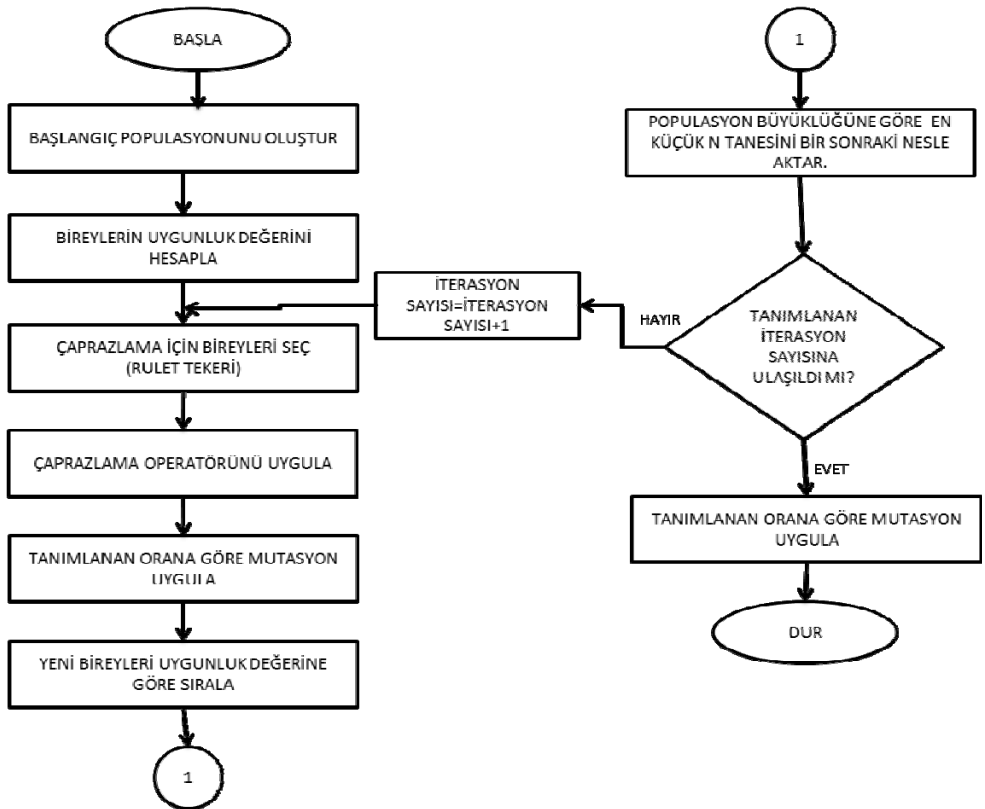 BAŞLA
BAŞLANGIÇ POPULASYONUNU OLUŞTUR
BİREYLERİN UYGUNLUK DEĞERİNİ
HESAPLA
ÇAPRAZLAMA İÇİN BİREYLERİ SEÇ
(RULET TEKERİ)
ÇAPRAZLAMA OPERATÖRÜNÜ UYGULA
TANIMLANAN ORANA GÖRE MUTASYON
UYGULA
YENİ BİREYLERİ UYGUNLUK DEĞERİNE
GÖRE SIRALA
1
1
POPULASYON BÜYÜKLÜĞÜNE GÖRE EN
KÜÇÜK N TANESİNİ BİR SONRAKİ NESLE
AKTAR.
TANIMLANAN
İTERASYON
SAYISINA
ULAŞILDI MI?
HAYIR
İTERASYON
SAYISI=İTERASYON
SAYISI+1
EVET
TANIMLANAN ORANA GÖRE MUTASYON
UYGULA
DUR